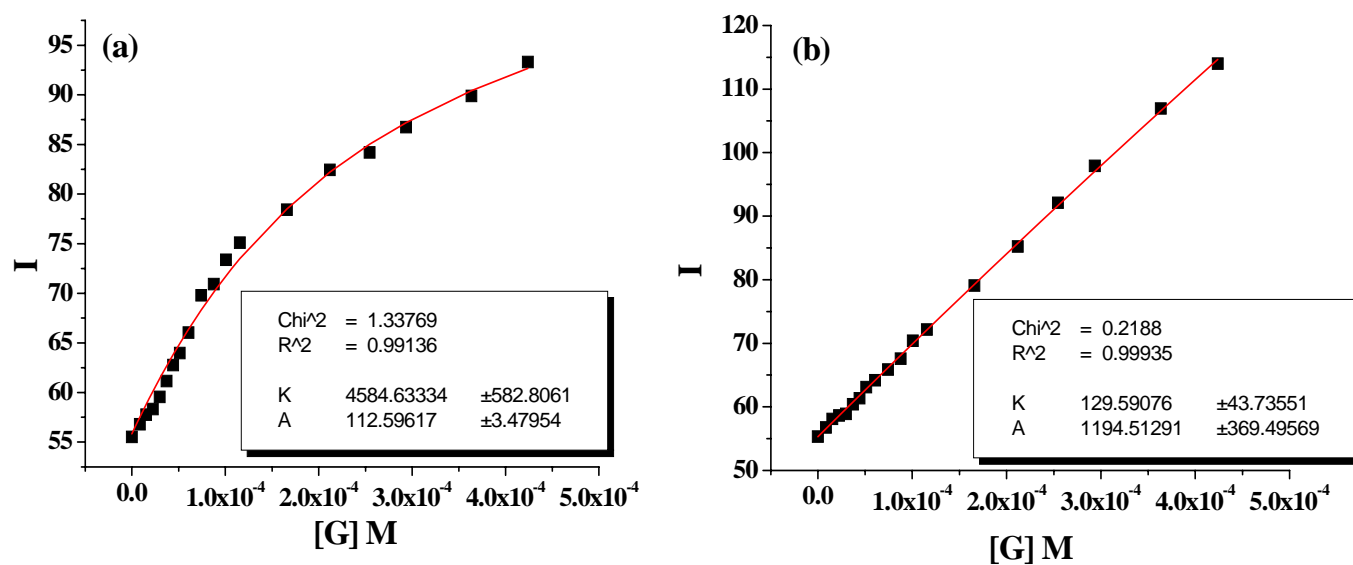 (a)
I
95
90
85
80
75
70
65
60
55
Chi^2 = 1.33769
R^2 = 0.99136
K 4584.63334 ±582.8061
A 112.59617 ±3.47954
0.0 1.0x10⁻⁴ 2.0x10⁻⁴ 3.0x10⁻⁴ 4.0x10⁻⁴ 5.0x10⁻⁴
[G] M
(b)
I
120
110
100
90
80
70
60
50
Chi^2 = 0.2188
R^2 = 0.99935
K 129.59076 ±43.73551
A 1194.51291 ±369.49569
0.0 1.0x10⁻⁴ 2.0x10⁻⁴ 3.0x10⁻⁴ 4.0x10⁻⁴ 5.0x10⁻⁴
[G] M